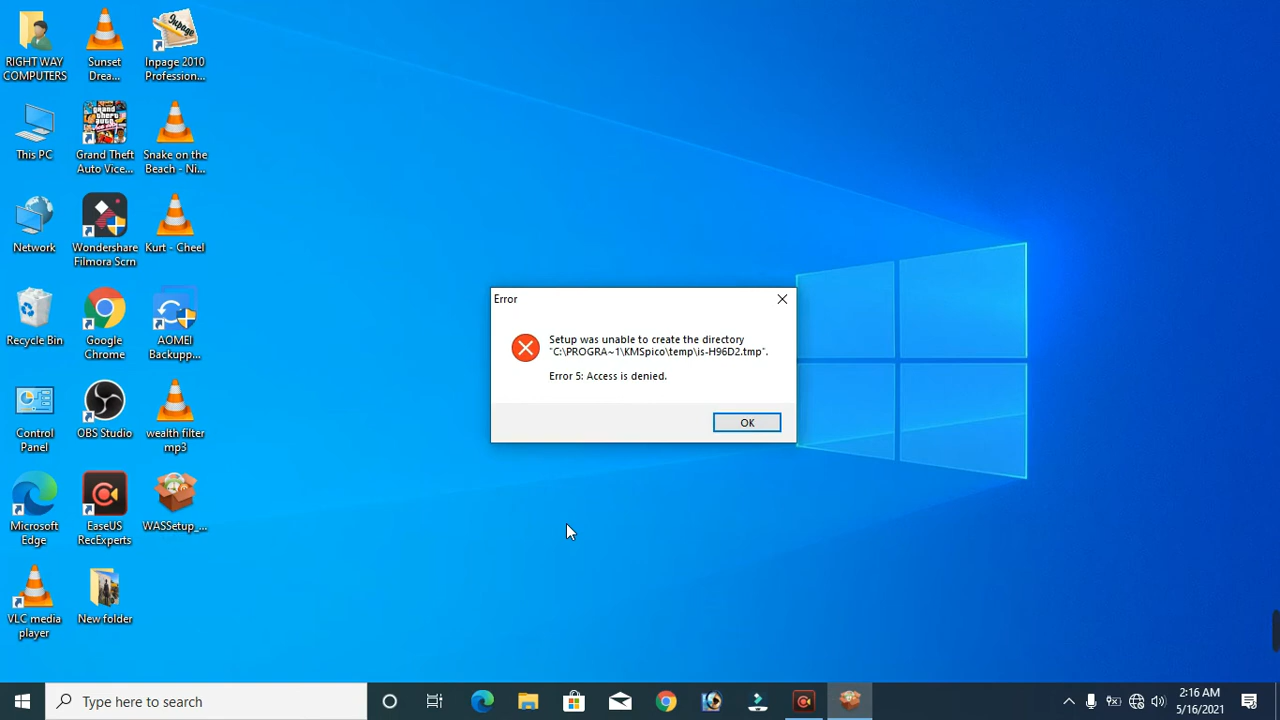 RIGHT WAY
COMPUTERS
Sunset
Drea...
Inpage
Inpage 2010
Profession...
This PC
grand
theft
auto
Grand Theft
Auto Vice...
Snake on the
Beach - Ni...
Network
Wondershare
Filmora Scrn
Kurt - Cheel
Recycle Bin
Google
Chrome
AOMEI
Backupp...
Control
Panel
OBS Studio
wealth filter
mp3
Microsoft
Edge
EaseUS
RecExperts
WASSetup_...
VLC media
player
New folder
Error
Setup was unable to create the directory
"C:\PROGRA~1\KMSpico\temp\is-H96D2.tmp".
Error 5: Access is denied.
OK
Type here to search
2:16 AM
5/16/2021